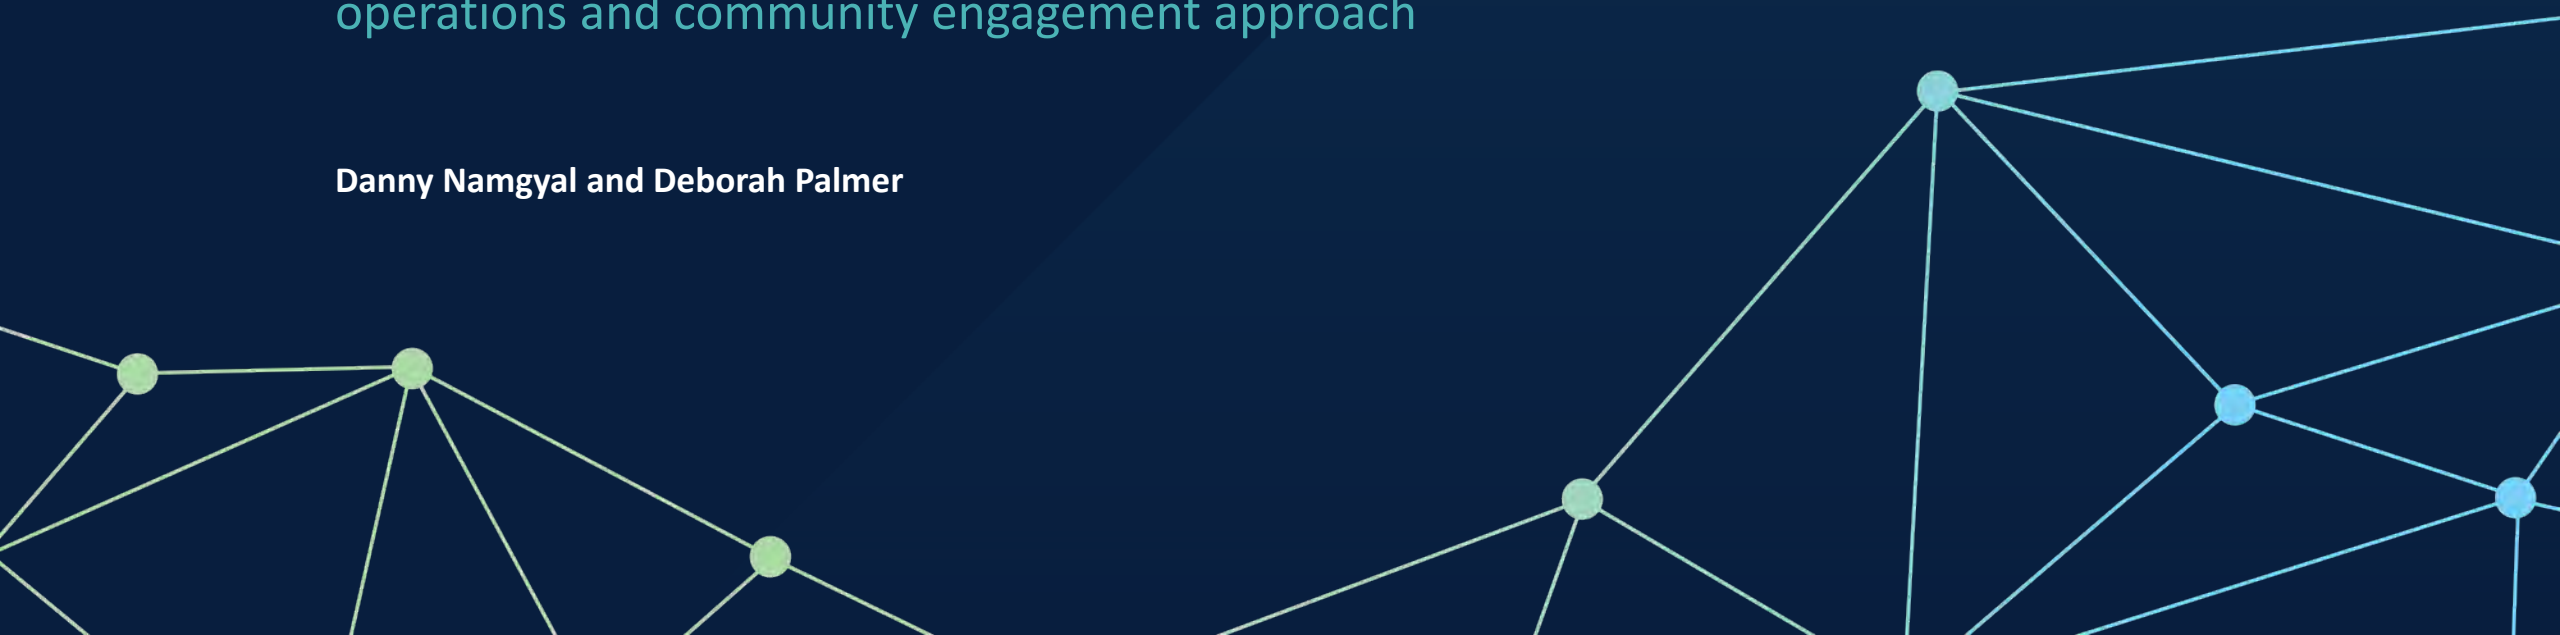 operations and community engagement approach
Danny Namgyal and Deborah Palmer